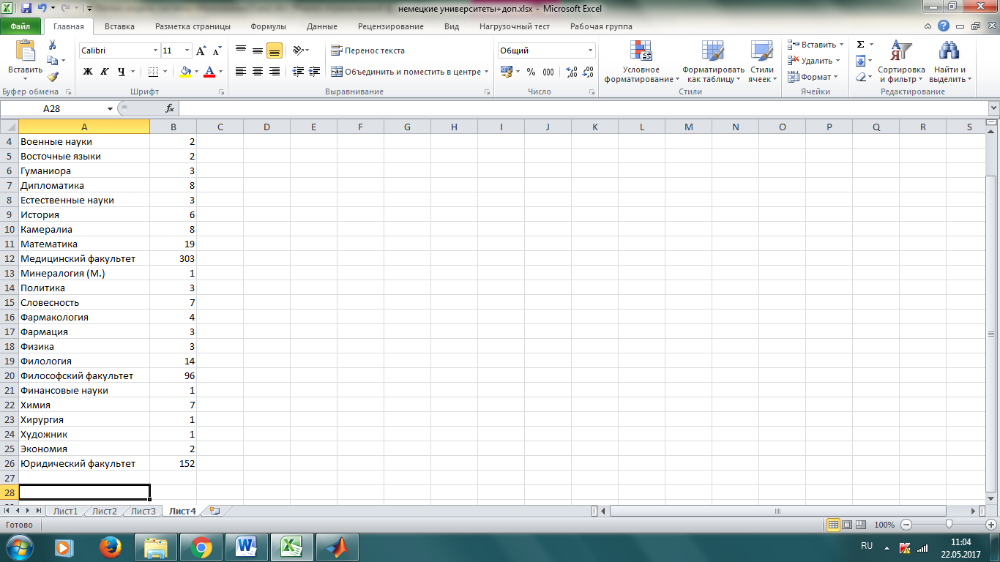 немецкие университеты+доп.xlsx - Microsoft Excel
Файл Главная Вставка Разметка страницы Формулы Данные Рецензирование Вид Нагрузочный тест Рабочая группа
Вставить
Буфер обмена
Calibri 11
Ж К Ч
Шрифт
Перенос текста
Объединить и поместить в центре
Выравнивание
Общий
% 000
Число
Условное форматирование
Форматировать как таблицу
Стили ячеек
Стили
Вставить
Удалить
Формат
Ячейки
Сортировка и фильтр
Найти и выделить
Редактирование
A28 fx
A B C D E F G H I J K L M N O P Q R S
4 Военные науки 2
5 Восточные языки 2
6 Гуманиора 3
7 Дипломатика 8
8 Естественные науки 3
9 История 6
10 Камералиа 8
11 Математика 19
12 Медицинский факультет 303
13 Минералогия (М.) 1
14 Политика 3
15 Словесность 7
16 Фармакология 4
17 Фармация 3
18 Физика 3
19 Филология 14
20 Философский факультет 96
21 Финансовые науки 1
22 Химия 7
23 Хирургия 1
24 Художник 1
25 Экономия 2
26 Юридический факультет 152
27
28
Лист1 Лист2 Лист3 Лист4
Готово 100%
RU 11:04
22.05.2017